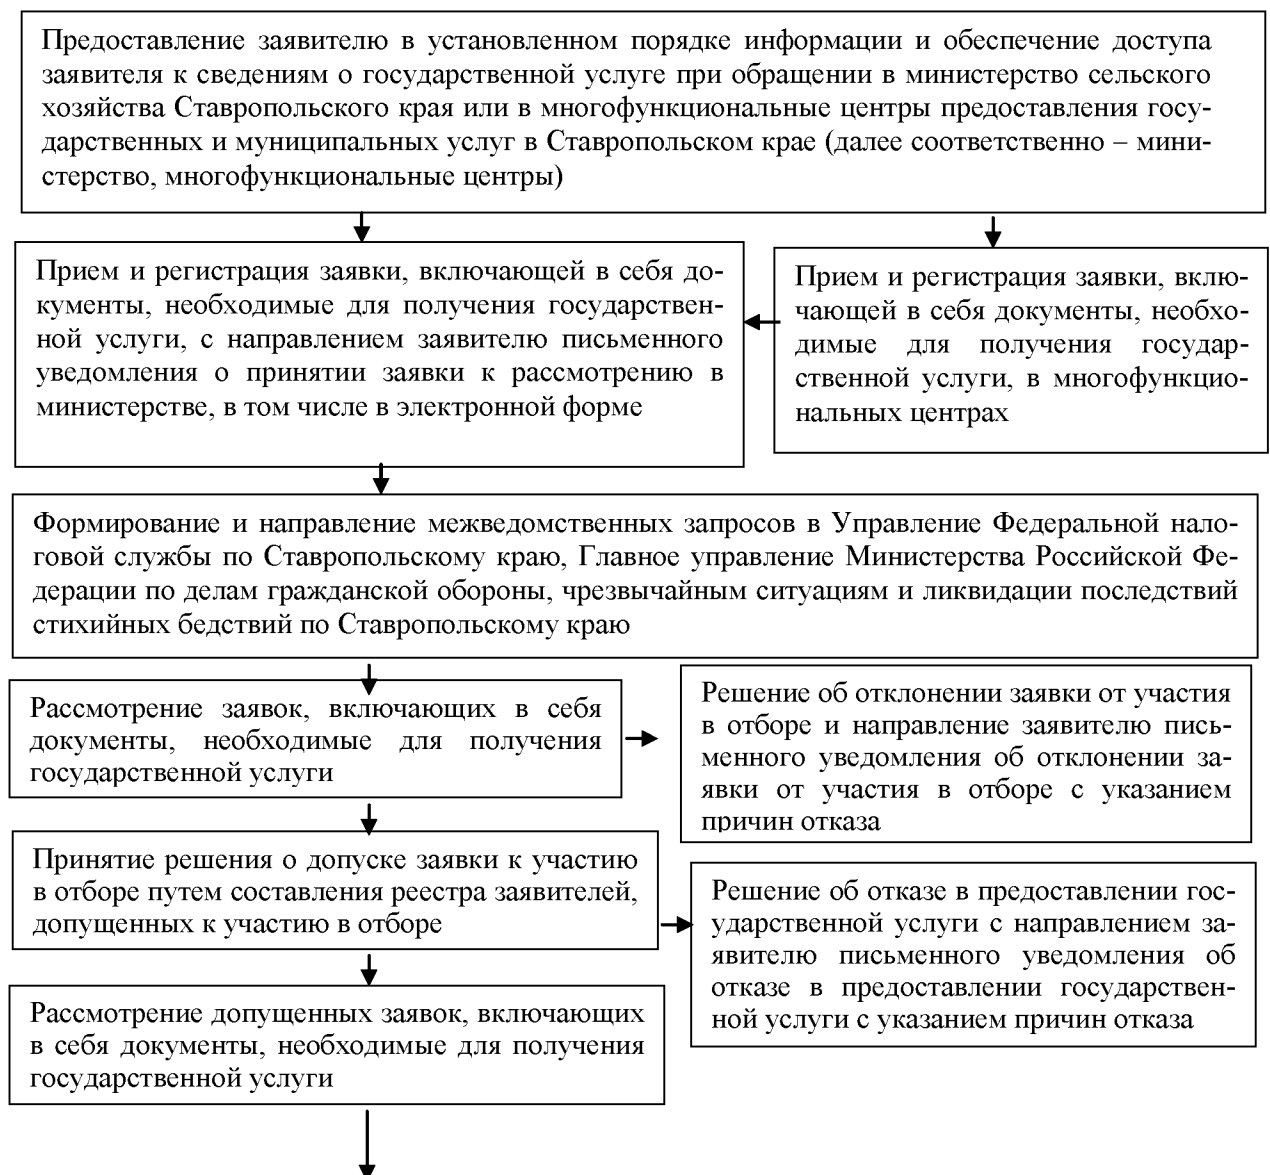 Предоставление заявителю в установленном порядке информации и обеспечение доступа
заявителя к сведениям о государственной услуге при обращении в министерство сельского
хозяйства Ставропольского края или в многофункциональные центры предоставления госу-
дарственных и муниципальных услуг в Ставропольском крае (далее соответственно – мини-
стерство, многофункциональные центры)
Прием и регистрация заявки, включающей в себя до-
кументы, необходимые для получения государствен-
ной услуги, с направлением заявителю письменного
уведомления о принятии заявки к рассмотрению в
министерстве, в том числе в электронной форме
Прием и регистрация заявки, вклю-
чающей в себя документы, необхо-
димые для получения государ-
ственной услуги, в многофункцио-
нальных центрах
Формирование и направление межведомственных запросов в Управление Федеральной нало-
говой службы по Ставропольскому краю, Главное управление Министерства Российской Фе-
дерации по делам гражданской обороны, чрезвычайным ситуациям и ликвидации последствий
стихийных бедствий по Ставропольскому краю
Рассмотрение заявок, включающих в себя
документы, необходимые для получения
государственной услуги
Решение об отклонении заявки от участия
в отборе и направление заявителю пись-
менного уведомления об отклонении за-
явки от участия в отборе с указанием
причин отказа
Принятие решения о допуске заявки к участию
в отборе путем составления реестра заявителей,
допущенных к участию в отборе
Решение об отказе в предоставлении гос-
ударственной услуги с направлением за-
явителю письменного уведомления об
отказе в предоставлении государствен-
ной услуги с указанием причин отказа
Рассмотрение допущенных заявок, включающих
в себя документы, необходимые для получения
государственной услуги